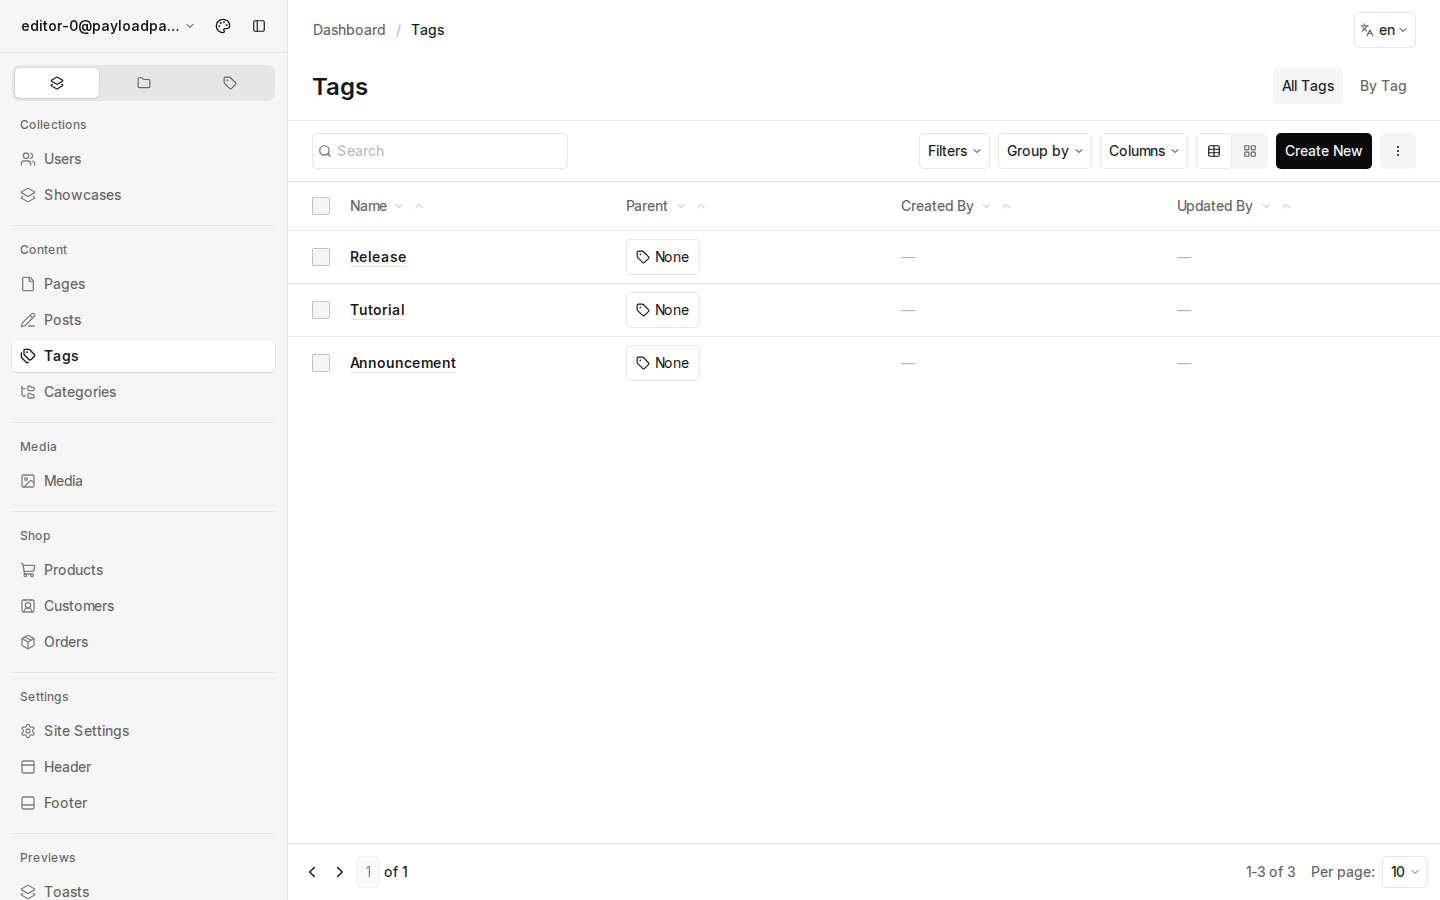 editor-0@payloadpa...
Collections
Users
Showcases
Content
Pages
Posts
Tags
Categories
Media
Media
Shop
Products
Customers
Orders
Settings
Site Settings
Header
Footer
Previews
Toasts
Dashboard / Tags
en
Tags
All Tags
By Tag
Search
Filters
Group by
Columns
Create New
Name
Parent
Created By
Updated By
Release
None
—
—
Tutorial
None
—
—
Announcement
None
—
—
1 of 1
1-3 of 3
Per page: 10